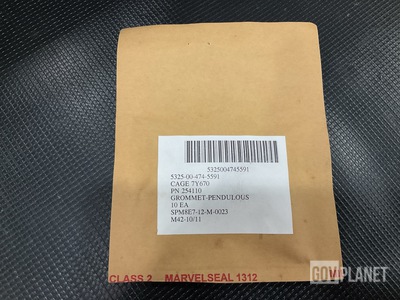 5325004745591
5325-00-474-5591
CAGE 7Y670
PN 254110
GROMMET-PENDULOUS
10 EA
SPM8E7-12-M-0023
M42-10/11
CLASS 2 MARVELSEAL 1312
GOVPLANET